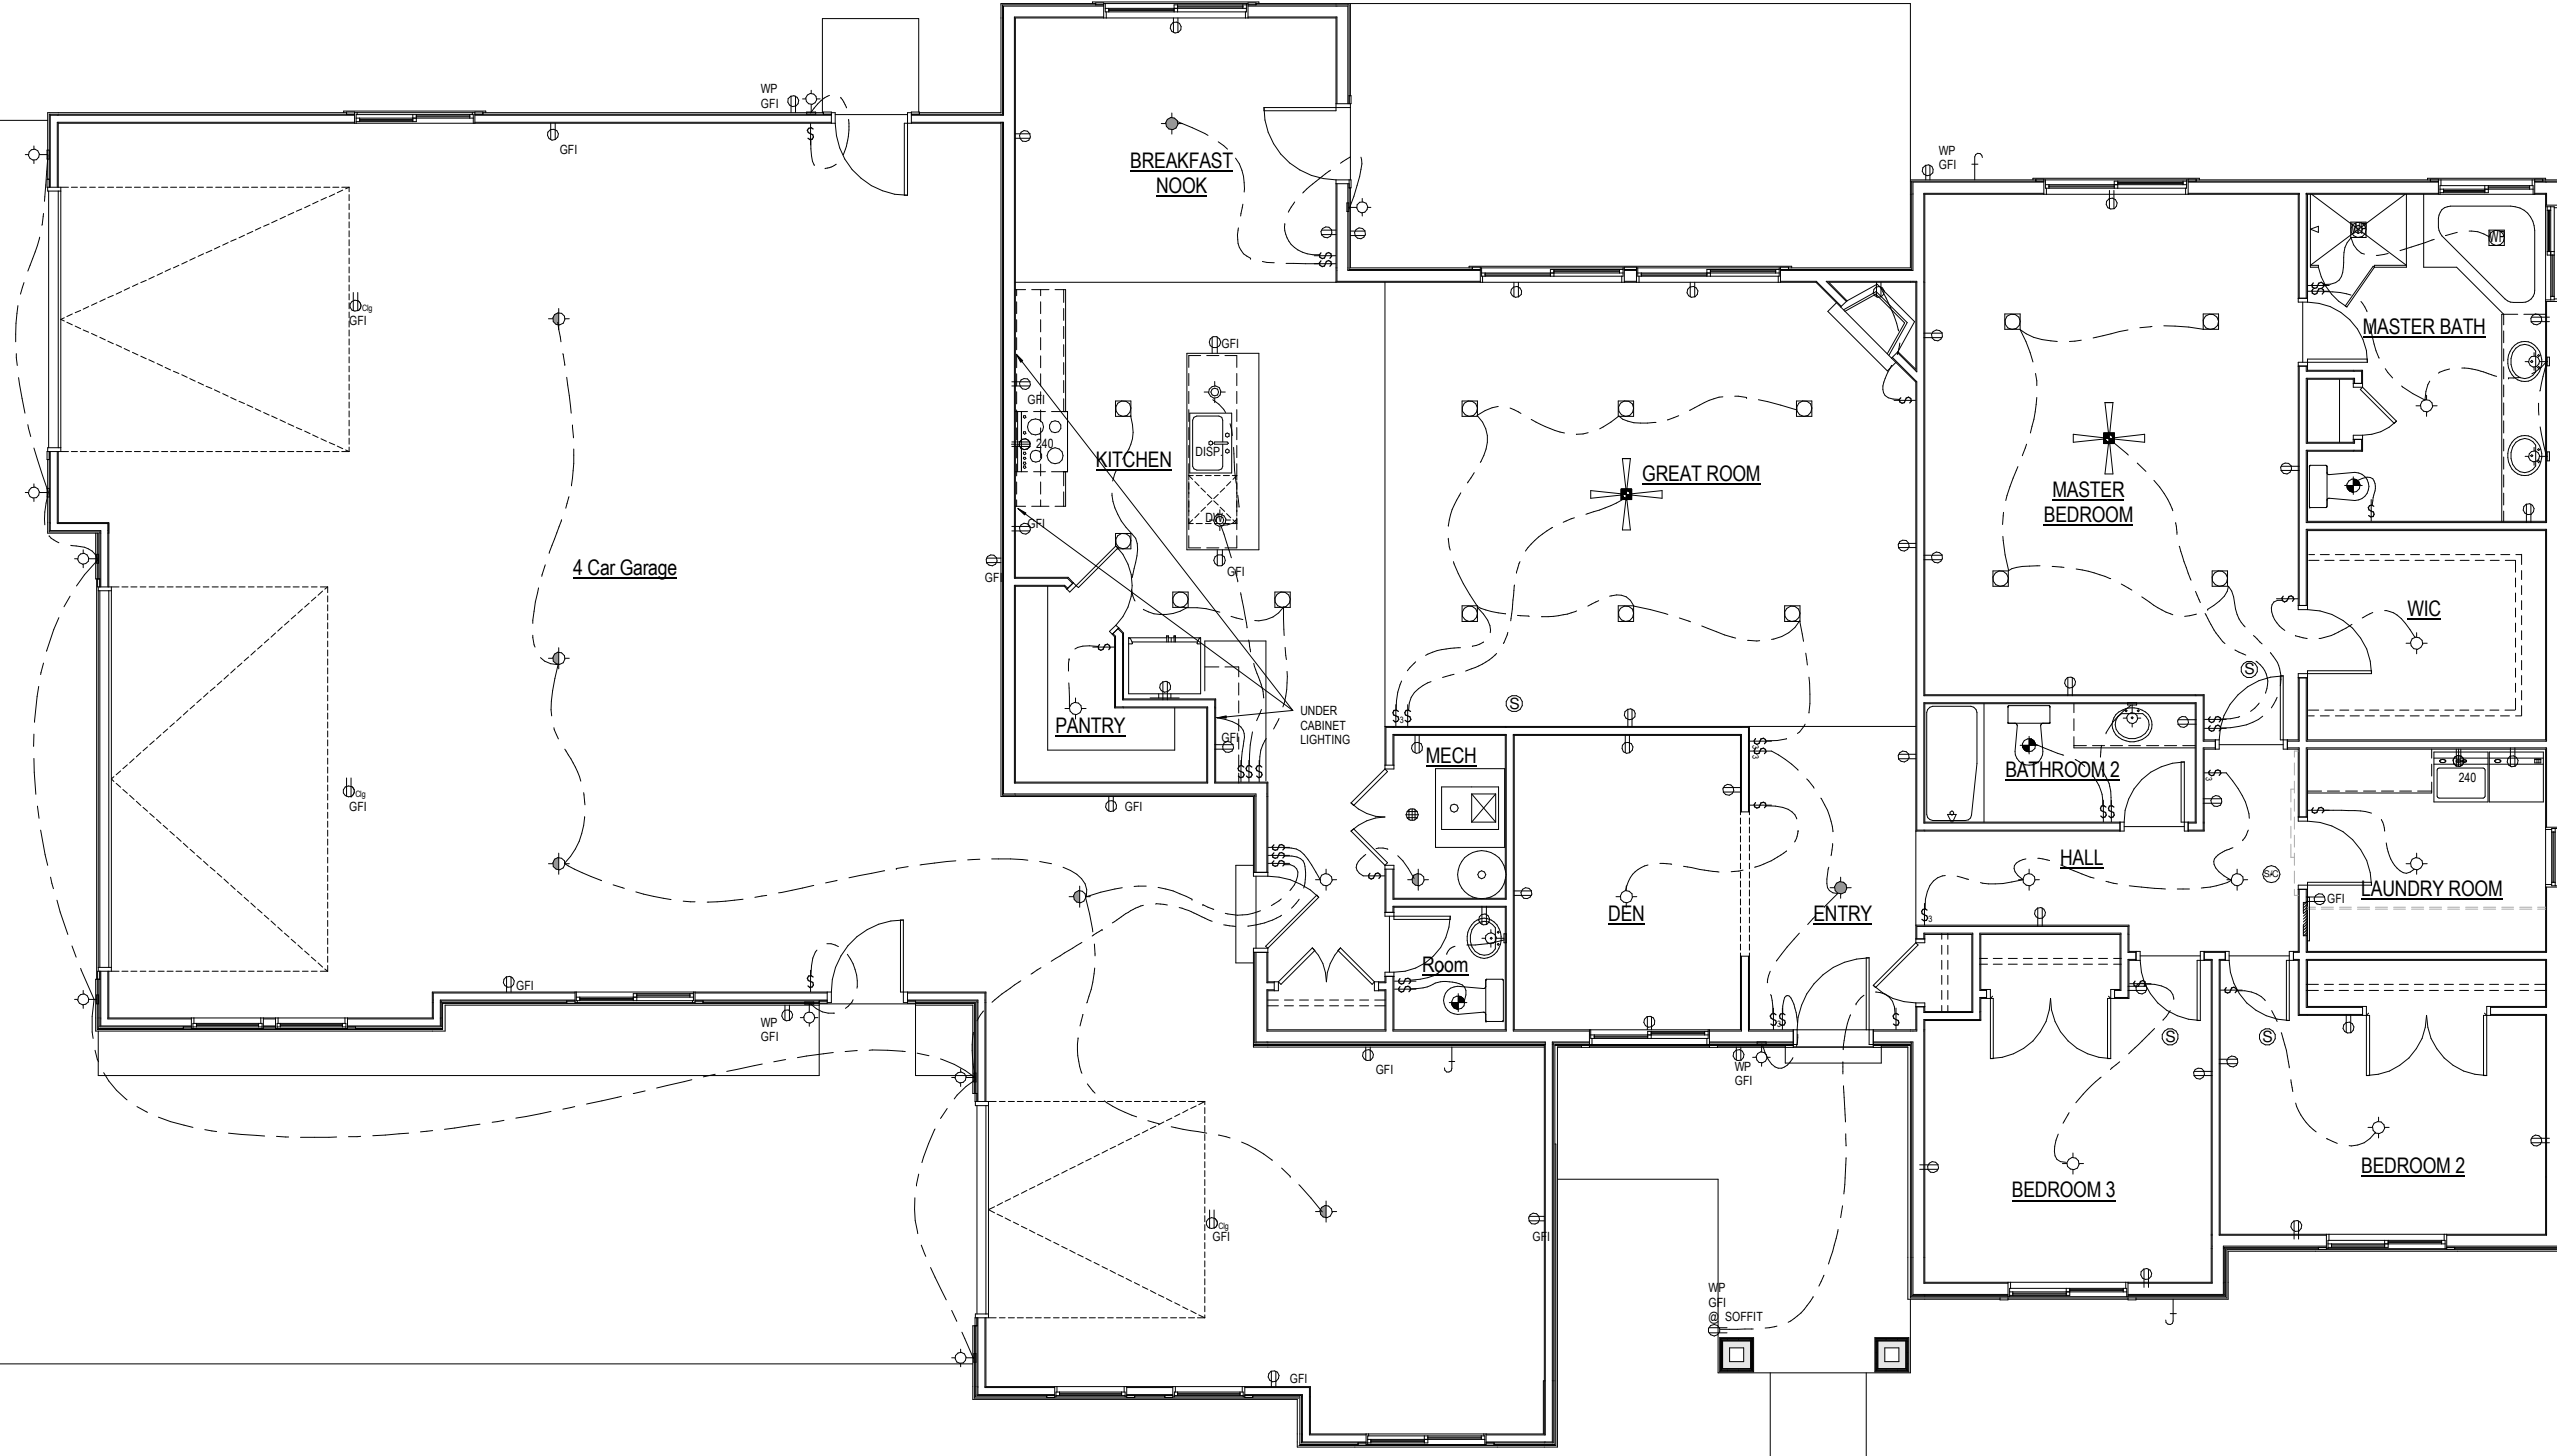 WP
GFI
GFI
BREAKFAST
NOOK
WP
GFI
WP
WP
Clg
GFI
GFI
MASTER BATH
GFI
240
KITCHEN
DISP.
GREAT ROOM
MASTER
BEDROOM
GFI
DW
4 Car Garage
GFI
GFI
WIC
S
S
PANTRY
UNDER
CABINET
LIGHTING
GFI
MECH
BATHROOM 2
240
Clg
GFI
GFI
HALL
S/C
LAUNDRY ROOM
GFI
DEN
ENTRY
Room
GFI
WP
GFI
S
S
GFI
WP
GFI
BEDROOM 2
BEDROOM 3
Clg
GFI
GFI
WP
GFI
@ SOFFIT
GFI